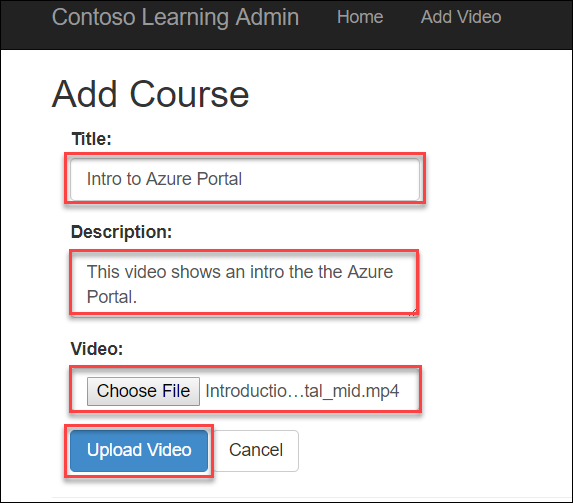 Contoso Learning Admin Home Add Video
Add Course
Title:
Intro to Azure Portal
Description:
This video shows an intro the the Azure
Portal.
Video:
Choose File Introductio…tal_mid.mp4
Upload Video Cancel